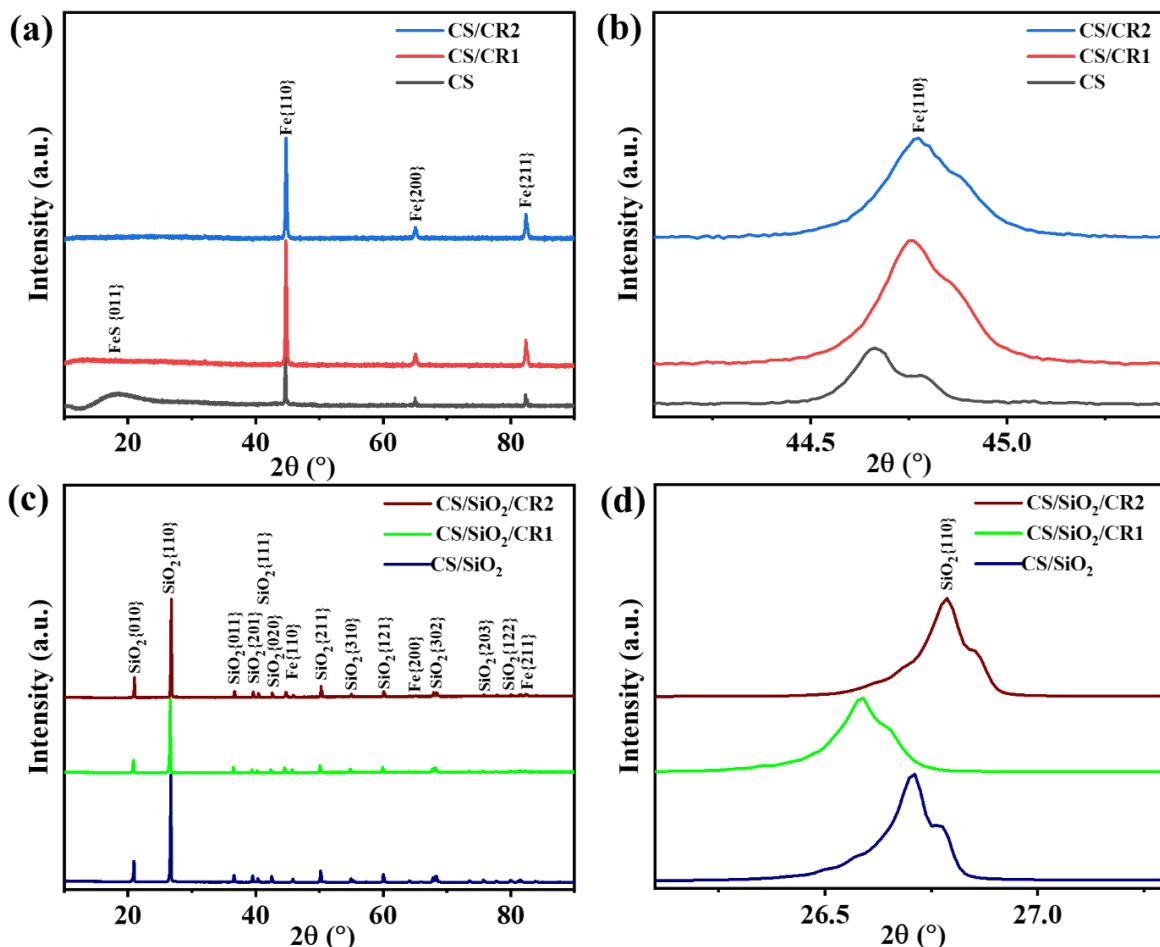 (a)
CS/CR2
CS/CR1
CS
Fe{110}
Fe{200}
Fe{211}
FeS {011}
Intensity (a.u.)
20
40
60
80
2θ (°)
(b)
CS/CR2
CS/CR1
CS
Fe{110}
Intensity (a.u.)
44.5
45.0
2θ (°)
(c)
CS/SiO₂/CR2
CS/SiO₂/CR1
CS/SiO₂
SiO₂{010}
SiO₂{110}
SiO₂{011}
SiO₂{201}
SiO₂{111}
SiO₂{020}
Fe{110}
SiO₂{211}
SiO₂{310}
SiO₂{121}
Fe{200}
SiO₂{302}
SiO₂{203}
SiO₂{122}
Fe{211}
Intensity (a.u.)
20
40
60
80
2θ (°)
(d)
CS/SiO₂/CR2
CS/SiO₂/CR1
CS/SiO₂
SiO₂{110}
Intensity (a.u.)
26.5
27.0
2θ (°)